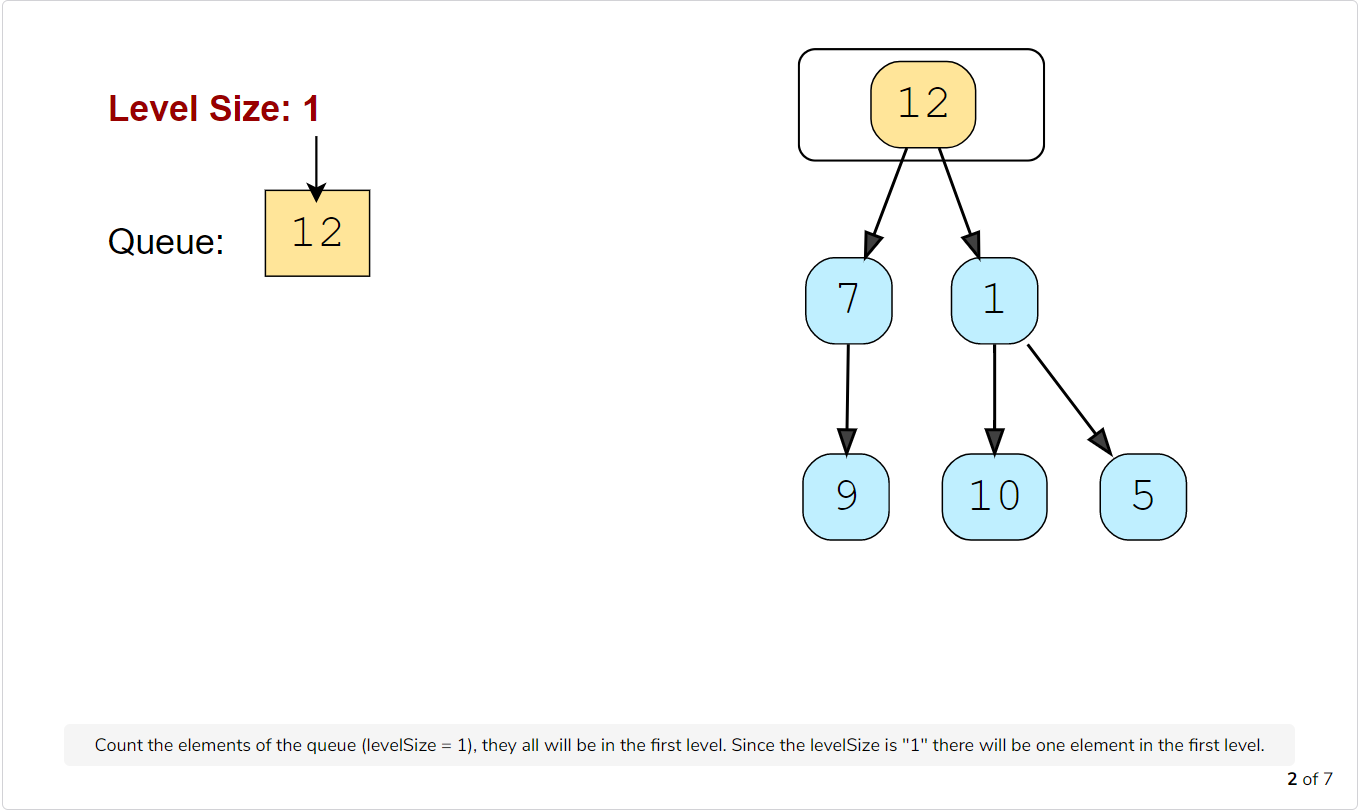 Level Size: 1
Queue:
12
12
7
1
9
10
5
Count the elements of the queue (levelSize = 1), they all will be in the first level. Since the levelSize is "1" there will be one element in the first level.
2 of 7